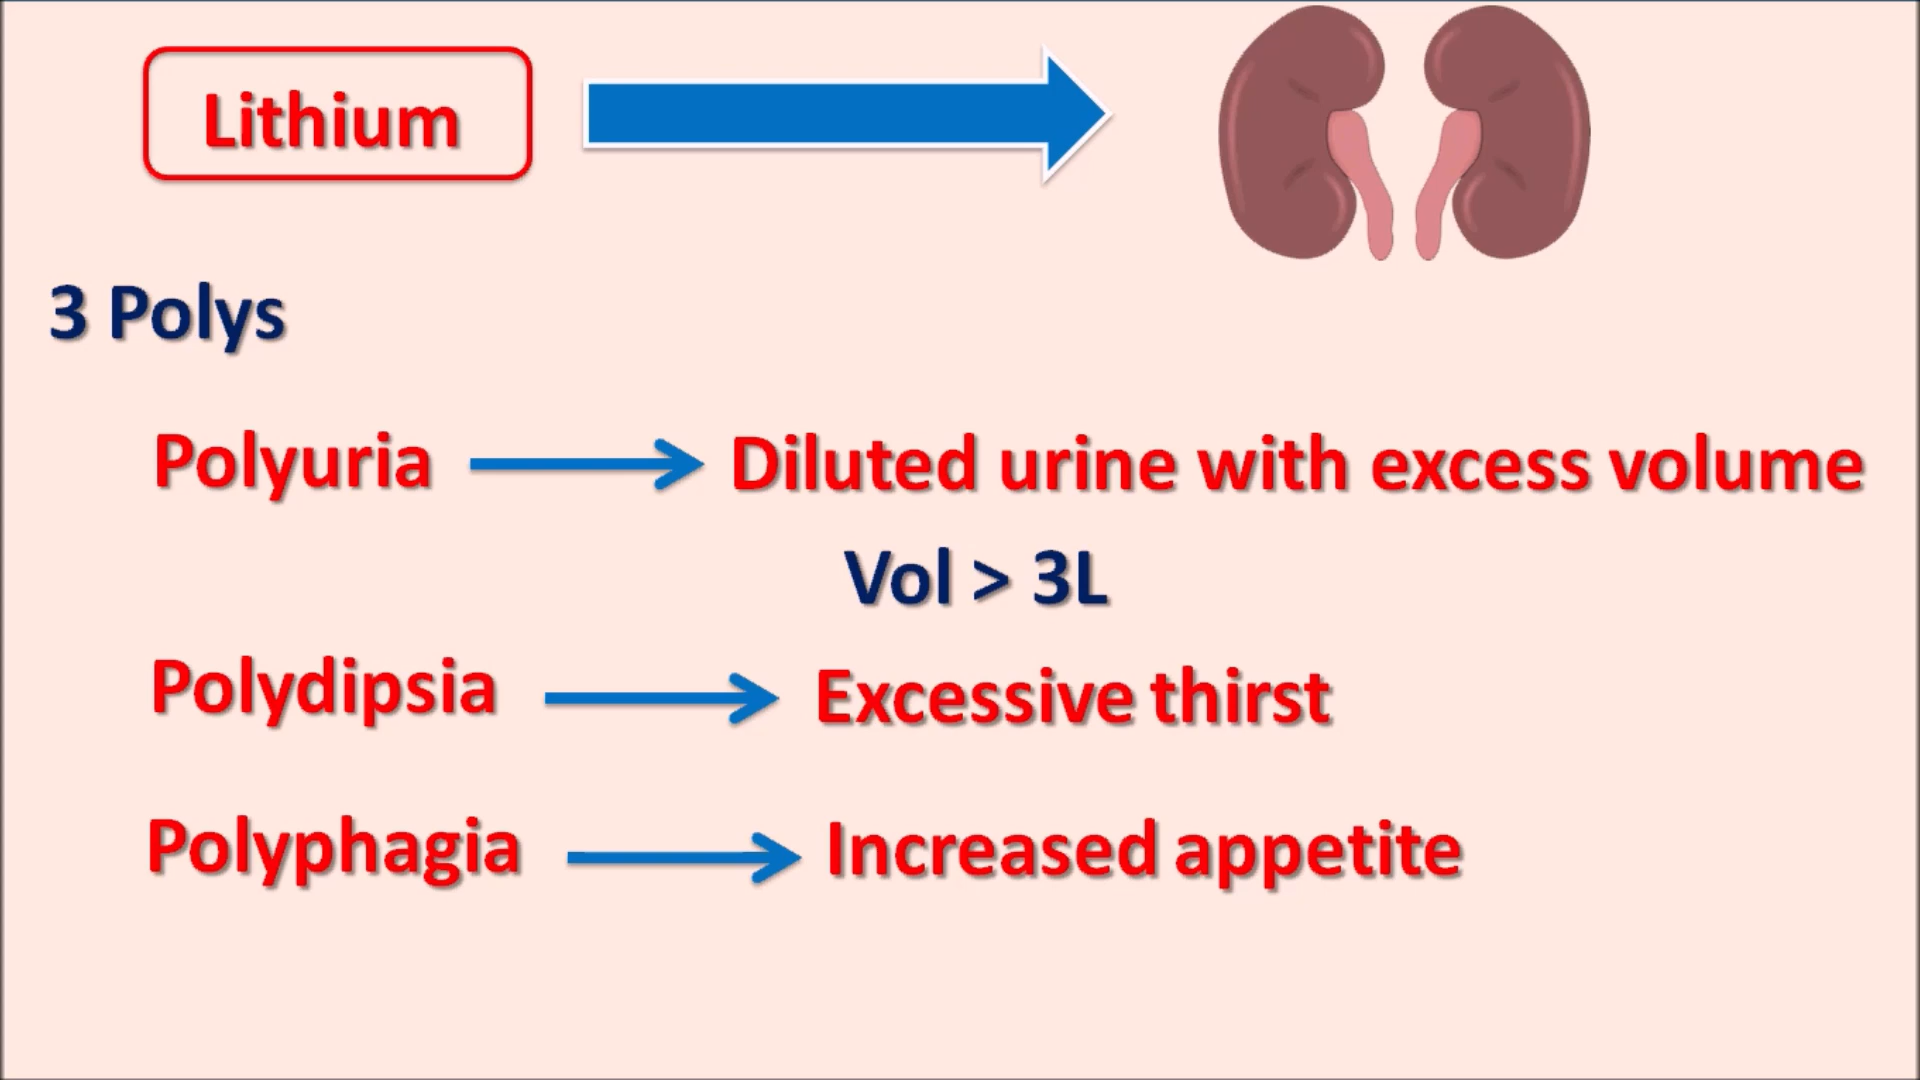 Lithium
3 Polys
Polyuria Diluted urine with excess volume
Vol > 3L
Polydipsia Excessive thirst
Polyphagia Increased appetite